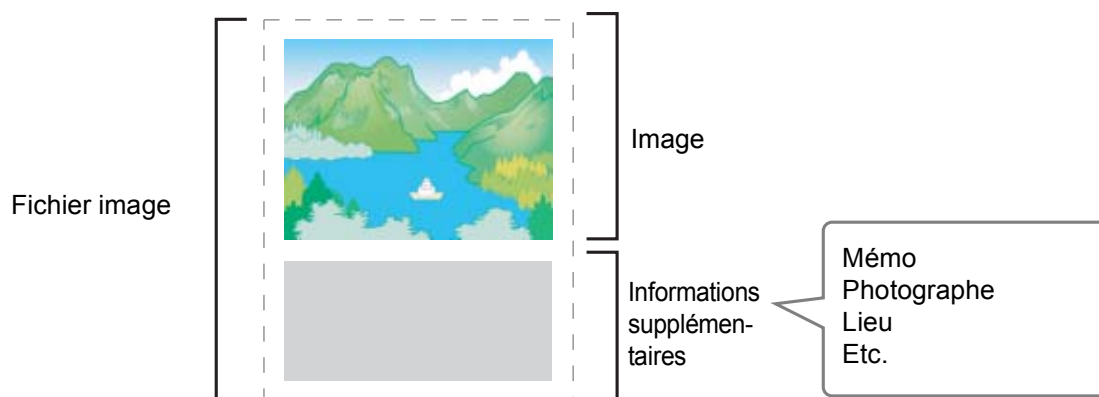 Fichier image
Image
Informations
supplémen-
taires
Mémo
Photographe
Lieu
Etc.